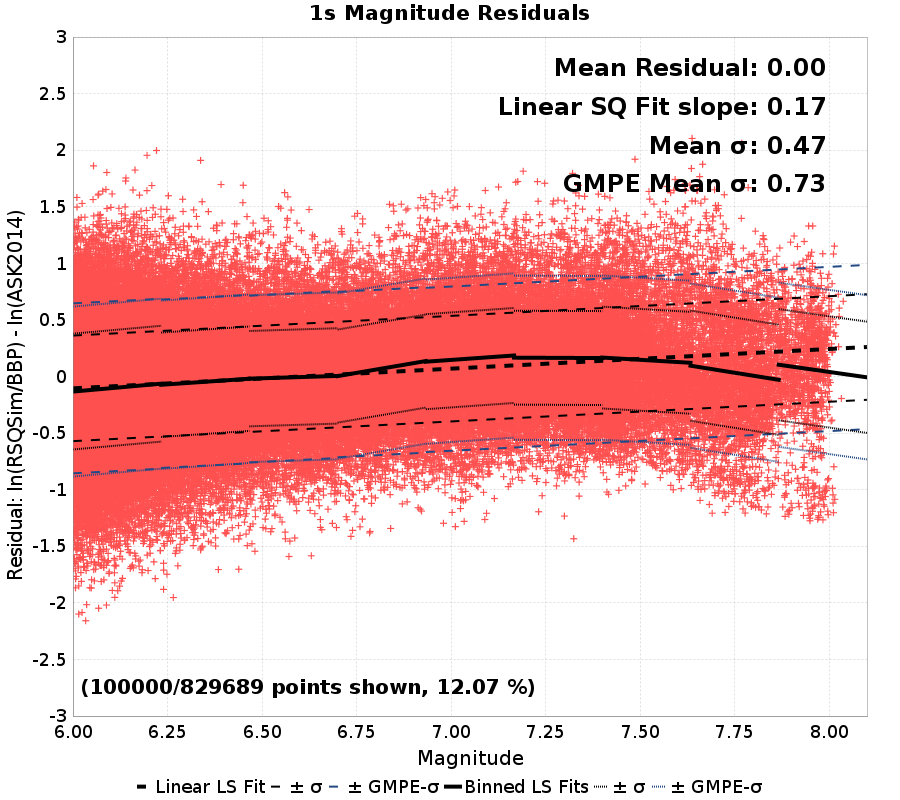 1s Magnitude Residuals
Mean Residual: 0.00
Linear SQ Fit slope: 0.17
Mean σ: 0.47
GMPE Mean σ: 0.73
3
2.5
2
1.5
1
0.5
0
-0.5
-1
-1.5
-2
-2.5
-3
Residual: ln(RSQSim/BBP) - ln(ASK2014)
(100000/829689 points shown, 12.07 %)
6.00 6.25 6.50 6.75 7.00 7.25 7.50 7.75 8.00
Magnitude
Linear LS Fit ± σ ± GMPE-σ Binned LS Fits ± σ ± GMPE-σ